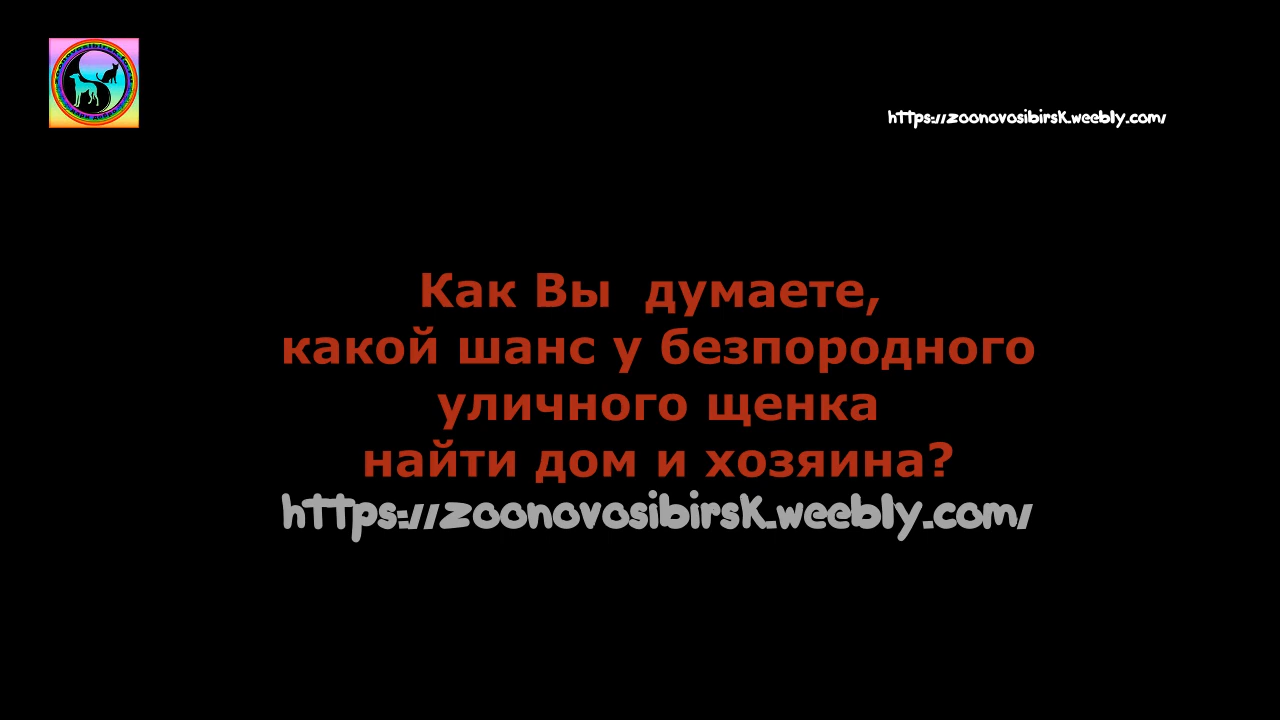 https://zoonovosibirsk.weebly.com/
Как Вы думаете,
какой шанс у безпородного
уличного щенка
найти дом и хозяина?
https://zoonovosibirsk.weebly.com/